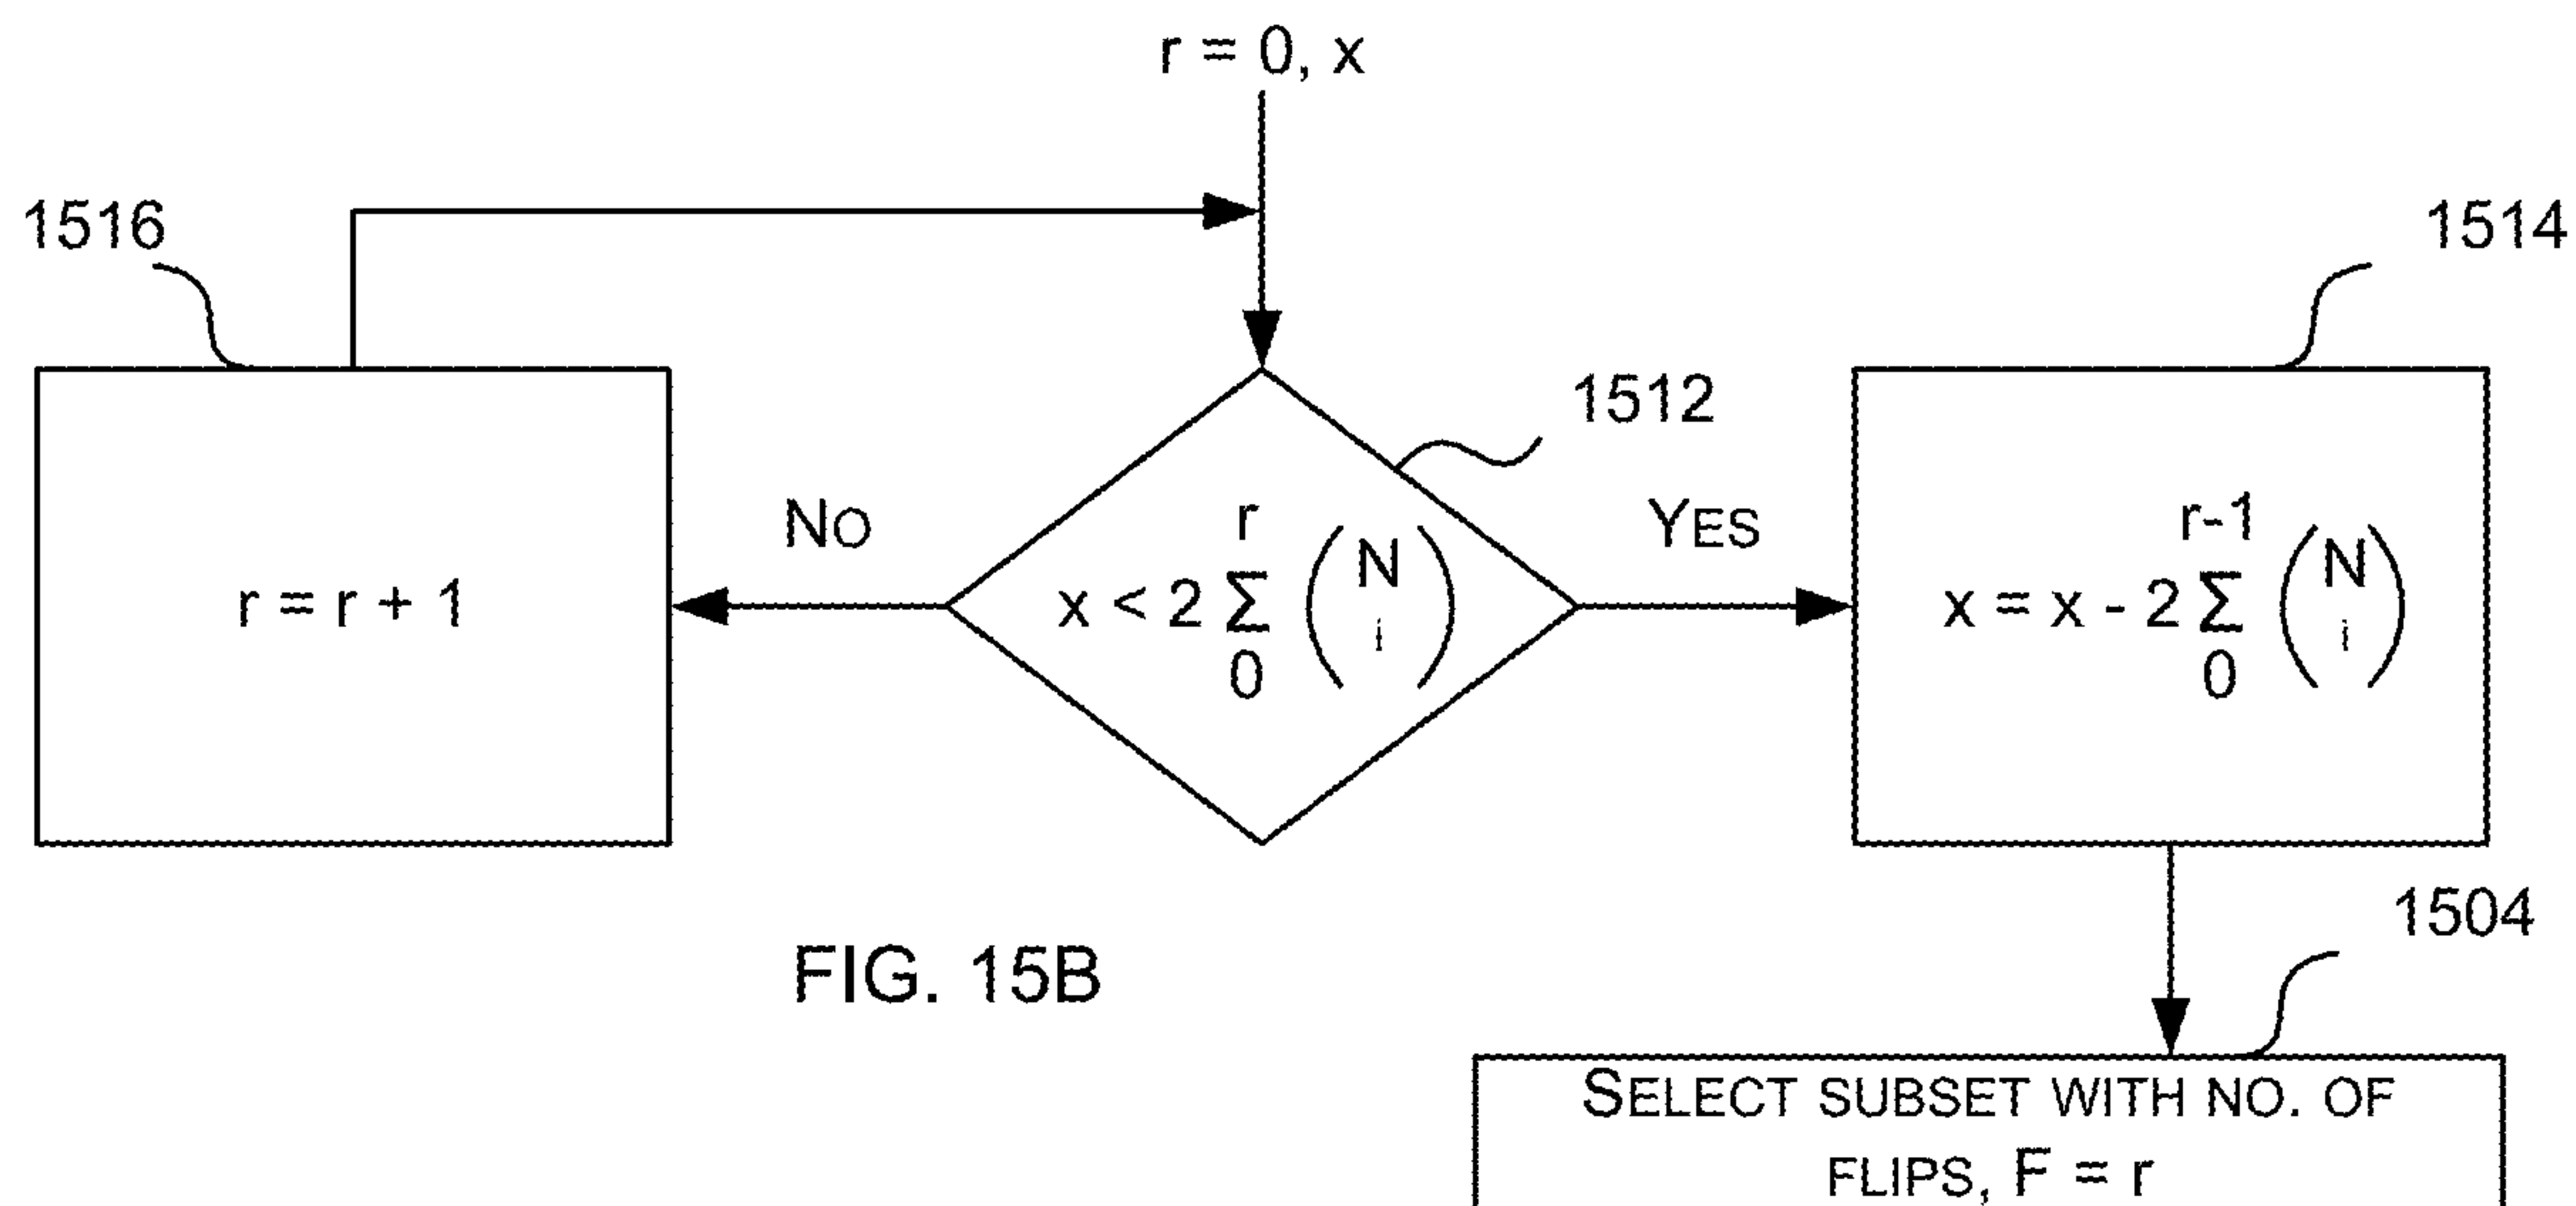 r = 0, x
1516
1514
1512
r
r-1
No
x < 2 Σ (N i)
YES
x = x - 2 Σ (N i)
r = r + 1
0
0
1504
FIG. 15B
SELECT SUBSET WITH NO. OF
FLIPS, F = r